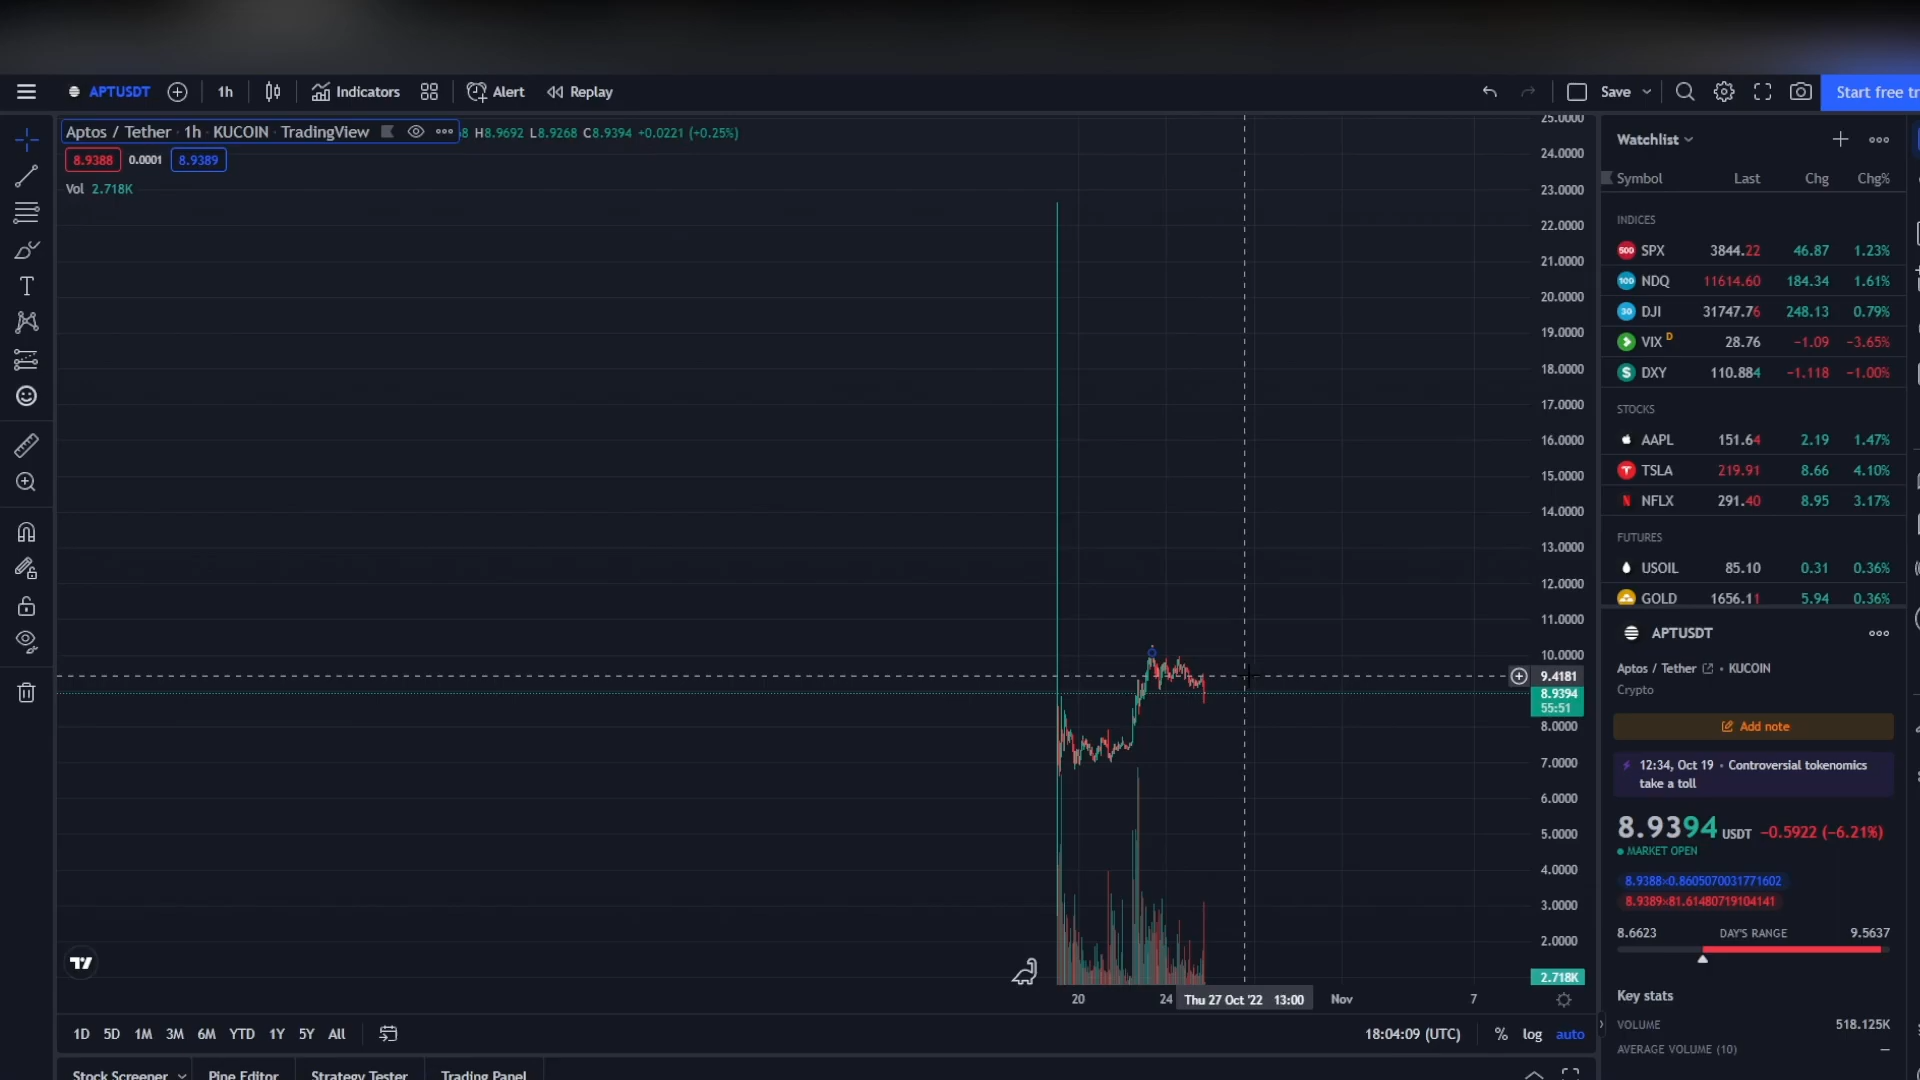 APTUSDT 1h Indicators Alert Replay Save Start free tr
Aptos / Tether · 1h · KUCOIN · TradingView 8 H8.9692 L8.9268 C8.9394 +0.0221 (+0.25%)
8.9388 0.0001 8.9389
Vol 2.718K
25.0000
24.0000
23.0000
22.0000
21.0000
20.0000
19.0000
18.0000
17.0000
16.0000
15.0000
14.0000
13.0000
12.0000
11.0000
10.0000
9.4181
8.9394
55:51
8.0000
7.0000
6.0000
5.0000
4.0000
3.0000
2.0000
2.718K
20 24 Thu 27 Oct '22 13:00 Nov 7
1D 5D 1M 3M 6M YTD 1Y 5Y All 18:04:09 (UTC) % log auto
Stock Screener Pine Editor Strategy Tester Trading Panel
Watchlist
Symbol Last Chg Chg%
INDICES
500 SPX 3844.22 46.87 1.23%
100 NDQ 11614.60 184.34 1.61%
30 DJI 31747.76 248.13 0.79%
VIX D 28.76 −1.09 −3.65%
$ DXY 110.884 −1.118 −1.00%
STOCKS
AAPL 151.64 2.19 1.47%
TSLA 219.91 8.66 4.10%
N NFLX 291.40 8.95 3.17%
FUTURES
USOIL 85.10 0.31 0.36%
GOLD 1656.11 5.94 0.36%
APTUSDT
Aptos / Tether • KUCOIN
Crypto
Add note
12:34, Oct 19 • Controversial tokenomics
take a toll
8.9394 USDT −0.5922 (−6.21%)
MARKET OPEN
8.9388×0.8605070031771602
8.9389×81.61480719104141
8.6623 DAY'S RANGE 9.5637
Key stats
VOLUME 518.125K
AVERAGE VOLUME (10) —